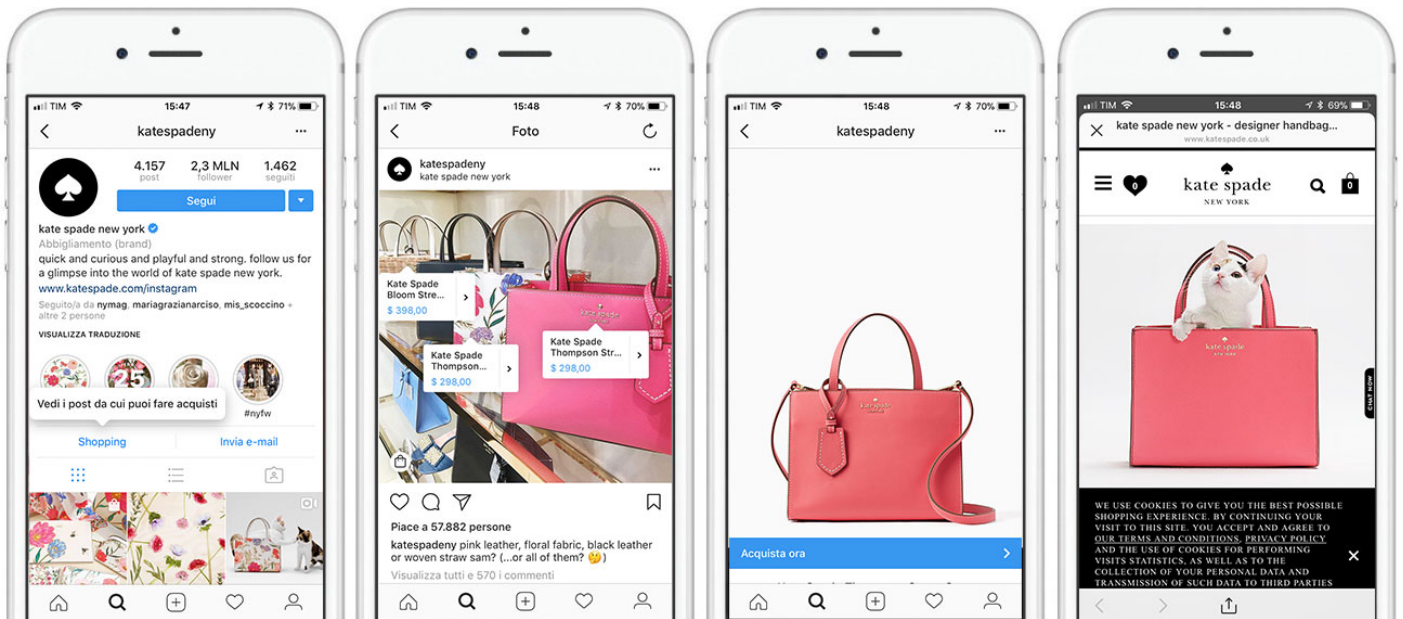 TIM
15:47
71%
katespadeny
4.157
2,3 MLN
1.462
post
follower
seguiti
Segui
kate spade new york
Abbigliamento (brand)
quick and curious and playful and strong. follow us for
a glimpse into the world of kate spade new york.
www.katespade.com/instagram
Seguito/a da nymag, mariagrazianarciso, mis_scoccino +
altre 2 persone
VISUALIZZA TRADUZIONE
25
Vedi i post da cui puoi fare acquisti
#nyfw
Shopping
Invia e-mail
TIM
15:48
70%
Foto
katespadeny
kate spade new york
kate spade
Kate Spade
Bloom Stre...
$ 398,00
Kate Spade
Thompson...
$ 298,00
Kate Spade
Thompson Str...
$ 298,00
Piace a 57.882 persone
katespadeny pink leather, floral fabric, black leather
or woven straw sam? (...or all of them? 🤔)
Visualizza tutti e 570 i commenti
TIM
15:48
70%
katespadeny
kate spade
Acquista ora
TIM
15:48
69%
kate spade new york - designer handbag...
www.katespade.co.uk
0
kate spade
NEW YORK
0
kate spade
NEW YORK
CHAT NOW
WE USE COOKIES TO GIVE YOU THE BEST POSSIBLE
SHOPPING EXPERIENCE. BY CONTINUING YOUR
VISIT TO THIS SITE, YOU ACCEPT AND AGREE TO
OUR TERMS AND CONDITIONS, PRIVACY POLICY
AND THE USE OF COOKIES FOR PERFORMING
VISITS STATISTICS, AS WELL AS TO THE
COLLECTION OF YOUR PERSONAL DATA AND
TRANSMISSION OF SUCH DATA TO THIRD PARTIES